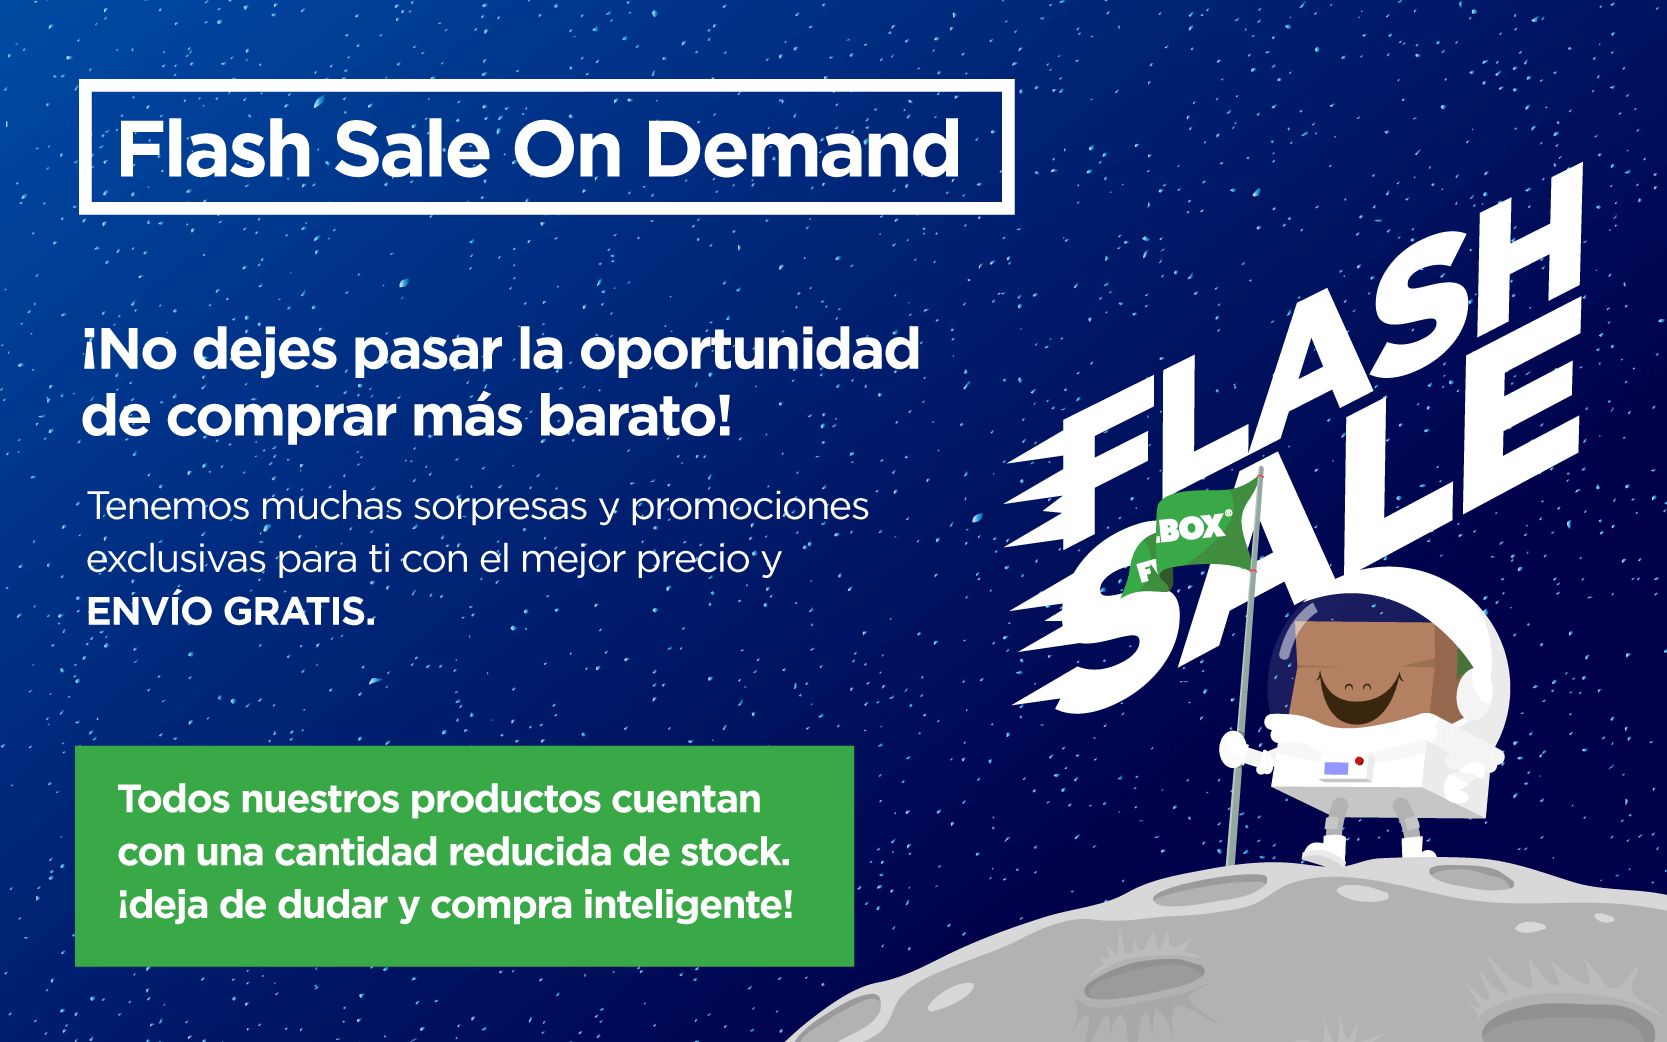 Flash Sale On Demand
¡No dejes pasar la oportunidad
de comprar más barato!
Tenemos muchas sorpresas y promociones
exclusivas para ti con el mejor precio y
ENVÍO GRATIS.
Todos nuestros productos cuentan
con una cantidad reducida de stock.
¡deja de dudar y compra inteligente!
FLASH
SALE
.BOX®